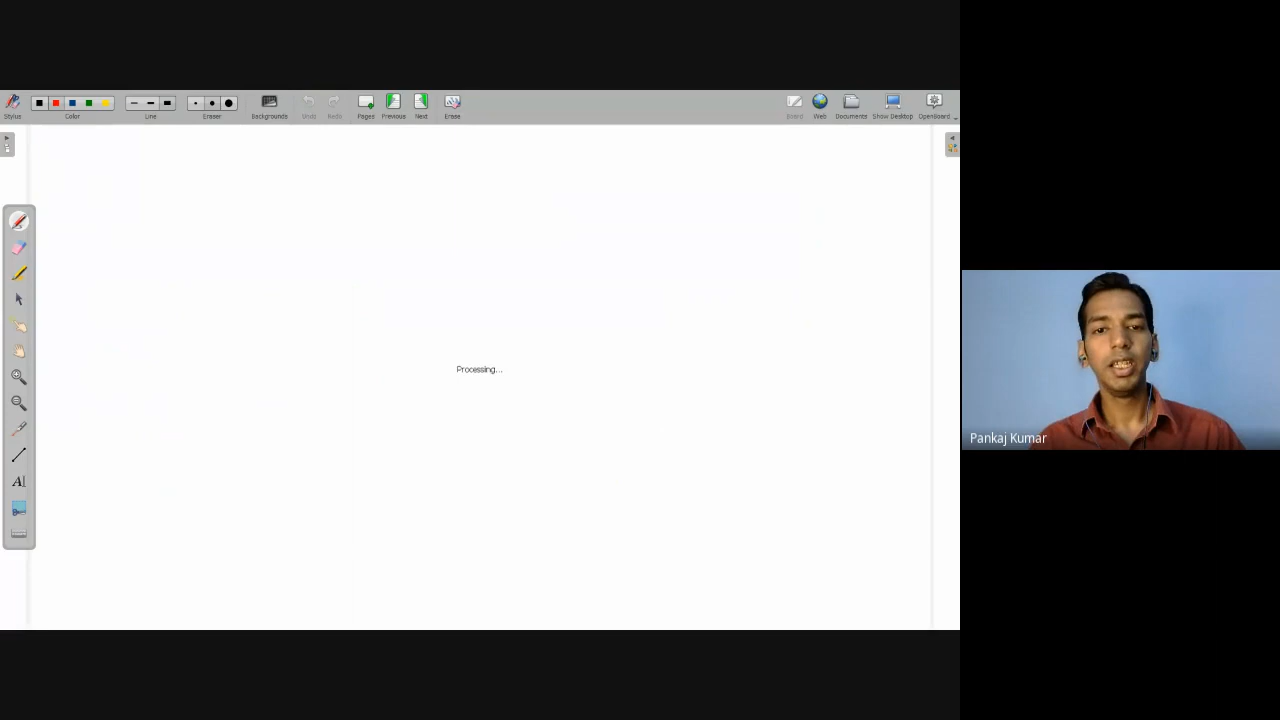 Stylus
Color
Line
Eraser
Backgrounds
Undo
Redo
Pages
Previous
Next
Erase
Board
Web
Documents
Show Desktop
OpenBoard
Processing...
AI
Pankaj Kumar